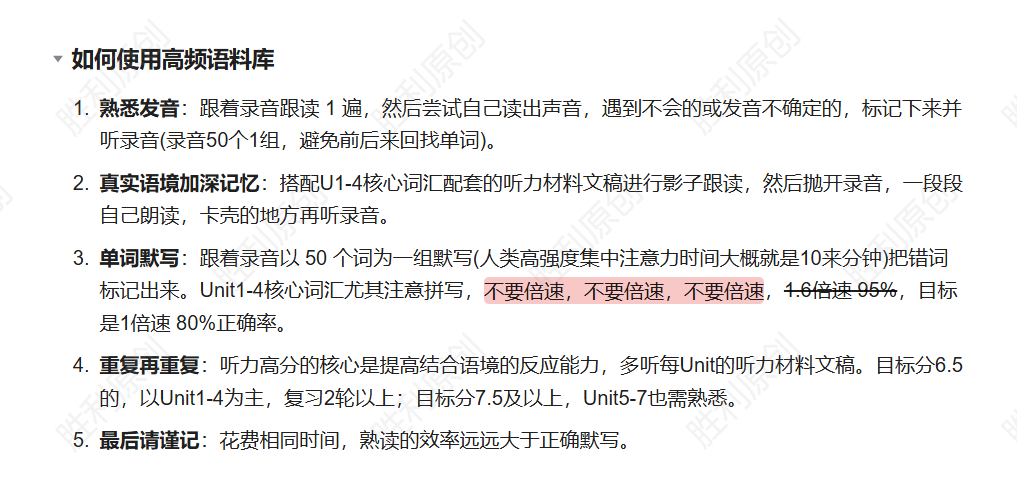 如何使用高频语料库
1. 熟悉发音：跟着录音跟读 1 遍，然后尝试自己读出声音，遇到不会的或发音不确定的，标记下来并
听录音(录音50个1组，避免前后来回找单词)。
2. 真实语境加深记忆：搭配U1-4核心词汇配套的听力材料文稿进行影子跟读，然后抛开录音，一段段
自己朗读，卡壳的地方再听录音。
3. 单词默写：跟着录音以 50 个词为一组默写(人类高强度集中注意力时间大概就是10来分钟)把错词
标记出来。Unit1-4核心词汇尤其注意拼写，不要倍速，不要倍速，不要倍速，1.6倍速 95%，目标
是1倍速 80%正确率。
4. 重复再重复：听力高分的核心是提高结合语境的反应能力，多听每Unit的听力材料文稿。目标分6.5
的，以Unit1-4为主，复习2轮以上；目标分7.5及以上，Unit5-7也需熟悉。
5. 最后请谨记：花费相同时间，熟读的效率远远大于正确默写。
胜利原创
胜利原创
胜利原创
胜利原创
胜利原创
胜利原创
胜利原创
胜利原创
胜利原创